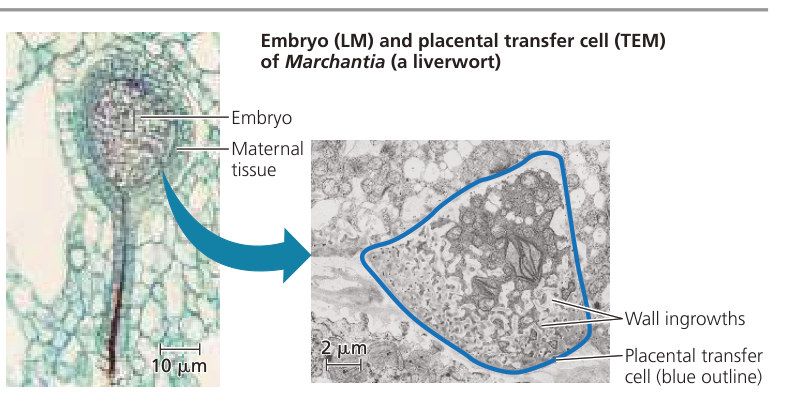 Embryo (LM) and placental transfer cell (TEM)
of Marchantia (a liverwort)
Embryo
Maternal
tissue
Wall ingrowths
2 μm
Placental transfer
cell (blue outline)
10 μm